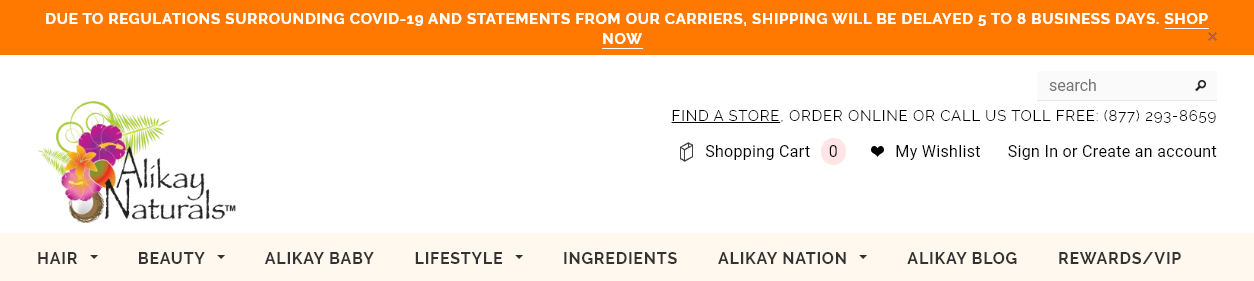 DUE TO REGULATIONS SURROUNDING COVID-19 AND STATEMENTS FROM OUR CARRIERS, SHIPPING WILL BE DELAYED 5 TO 8 BUSINESS DAYS. SHOP
NOW
search
FIND A STORE, ORDER ONLINE OR CALL US TOLL FREE: (877) 293-8659
Shopping Cart 0 My Wishlist Sign In or Create an account
Alikay
Naturals™
HAIR BEAUTY ALIKAY BABY LIFESTYLE INGREDIENTS ALIKAY NATION ALIKAY BLOG REWARDS/VIP